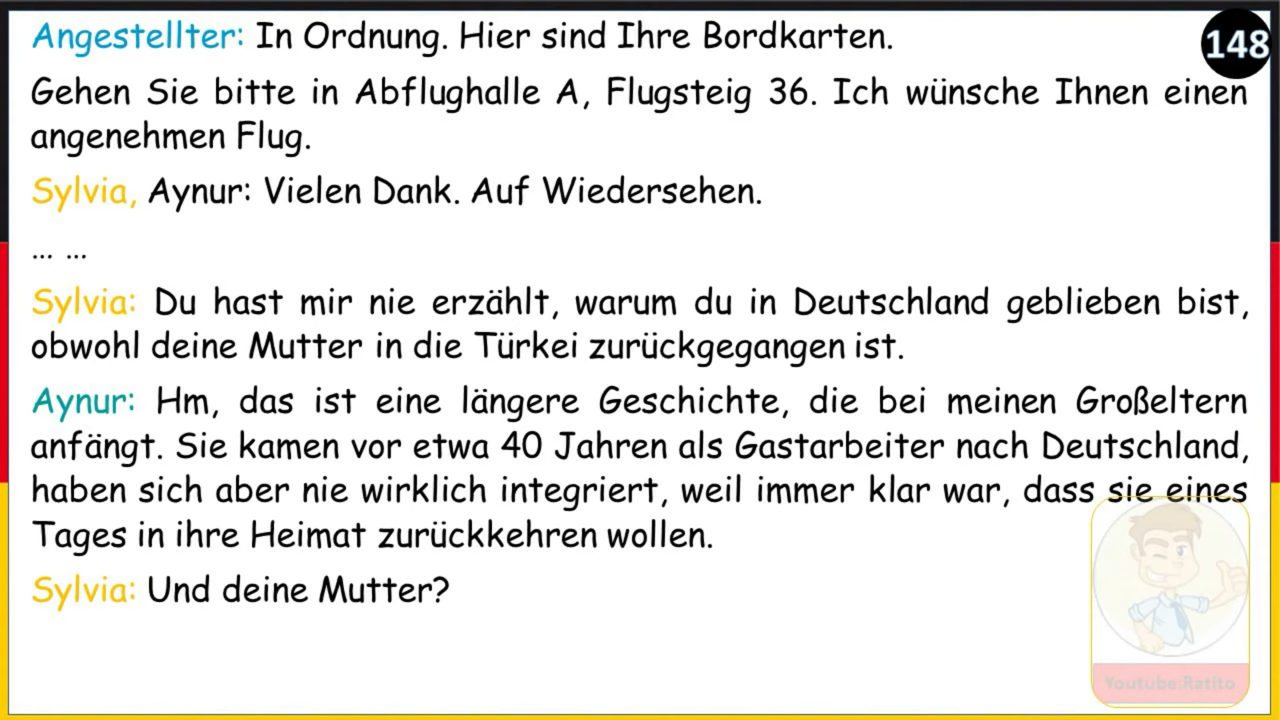 Angestellter: In Ordnung. Hier sind Ihre Bordkarten.
148
Gehen Sie bitte in Abflughalle A, Flugsteig 36. Ich wünsche Ihnen einen
angenehmen Flug.
Sylvia, Aynur: Vielen Dank. Auf Wiedersehen.
… …
Sylvia: Du hast mir nie erzählt, warum du in Deutschland geblieben bist,
obwohl deine Mutter in die Türkei zurückgegangen ist.
Aynur: Hm, das ist eine längere Geschichte, die bei meinen Großeltern
anfängt. Sie kamen vor etwa 40 Jahren als Gastarbeiter nach Deutschland,
haben sich aber nie wirklich integriert, weil immer klar war, dass sie eines
Tages in ihre Heimat zurückkehren wollen.
Sylvia: Und deine Mutter?
Youtube:Ratito